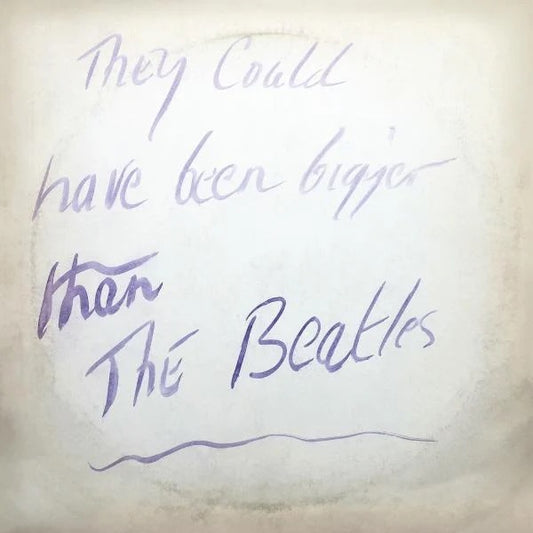 They Could
have been bigger
than
The Beatles